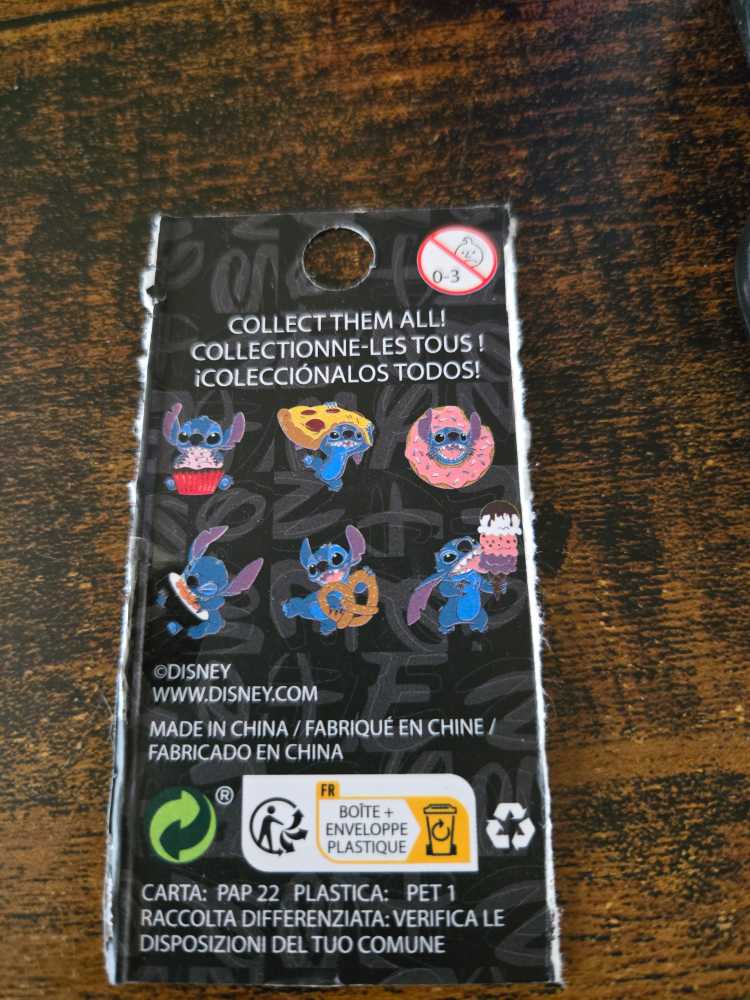 0-3
COLLECT THEM ALL!
COLLECTIONNE-LES TOUS !
¡COLECCIÓNALOS TODOS!
©DISNEY
WWW.DISNEY.COM
MADE IN CHINA / FABRIQUÉ EN CHINE /
FABRICADO EN CHINA
®
FR
BOÎTE +
ENVELOPPE
PLASTIQUE
CARTA: PAP 22 PLASTICA: PET 1
RACCOLTA DIFFERENZIATA: VERIFICA LE
DISPOSIZIONI DEL TUO COMUNE